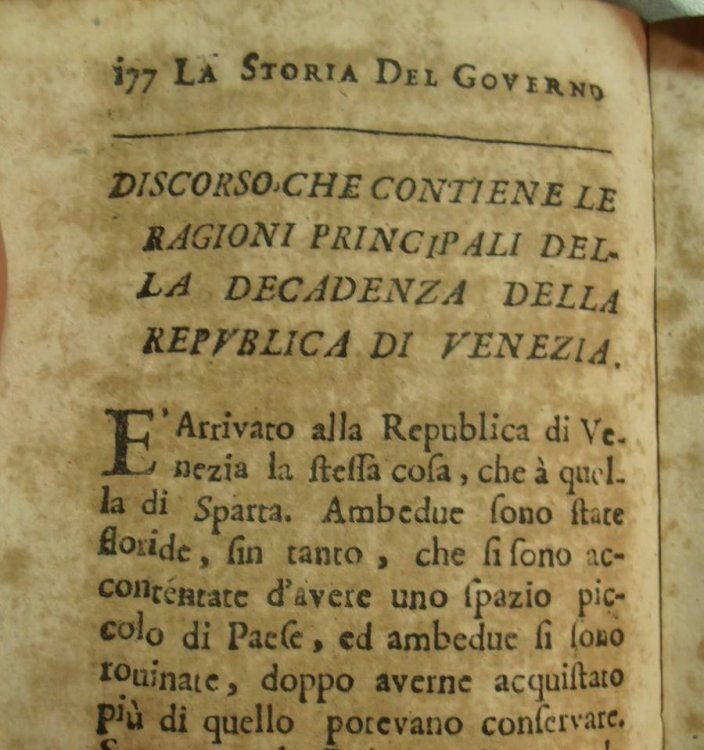 177 LA STORIA DEL GOVERNO
DISCORSO, CHE CONTIENE LE
RAGIONI PRINCIPALI DEL-
LA DECADENZA DELLA
REPVBLICA DI VENEZIA.
E' Arrivato alla Republica di Ve-
nezia la steſſa coſa, che à quel-
la di Sparta. Ambedue ſono ſtate
floride, ſin tanto, che ſi ſono ac-
conténtate d'avere uno ſpazio pic-
colo di Paeſe, ed ambedue ſi ſono
rouinate, doppo averne acquiſtato
più di quello potevano conſervare.